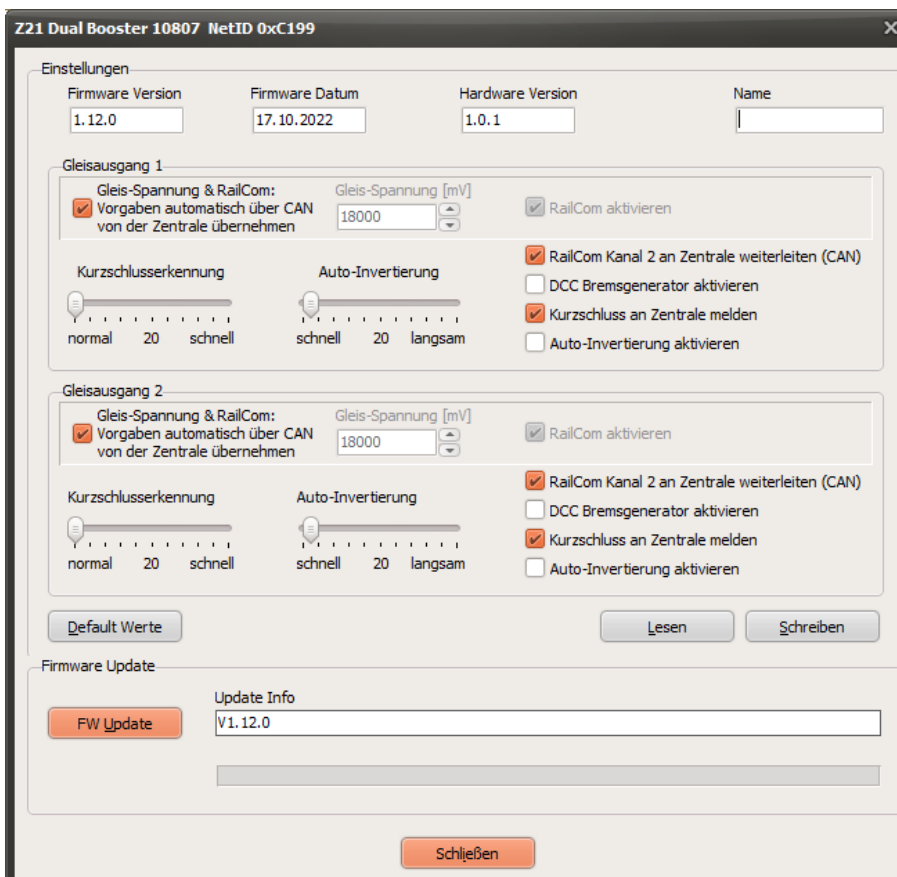 Z21 Dual Booster 10807 NetID 0xC199
Einstellungen
Firmware Version Firmware Datum Hardware Version Name
1.12.0 17.10.2022 1.0.1
Gleisausgang 1
Gleis-Spannung & RailCom:
Vorgaben automatisch über CAN
von der Zentrale übernehmen
Gleis-Spannung [mV]
18000
RailCom aktivieren
Kurzschlusserkennung
normal 20 schnell
Auto-Invertierung
schnell 20 langsam
RailCom Kanal 2 an Zentrale weiterleiten (CAN)
DCC Bremsgenerator aktivieren
Kurzschluss an Zentrale melden
Auto-Invertierung aktivieren
Gleisausgang 2
Gleis-Spannung & RailCom:
Vorgaben automatisch über CAN
von der Zentrale übernehmen
Gleis-Spannung [mV]
18000
RailCom aktivieren
Kurzschlusserkennung
normal 20 schnell
Auto-Invertierung
schnell 20 langsam
RailCom Kanal 2 an Zentrale weiterleiten (CAN)
DCC Bremsgenerator aktivieren
Kurzschluss an Zentrale melden
Auto-Invertierung aktivieren
Default Werte Lesen Schreiben
Firmware Update
Update Info
FW Update V1.12.0
Schließen